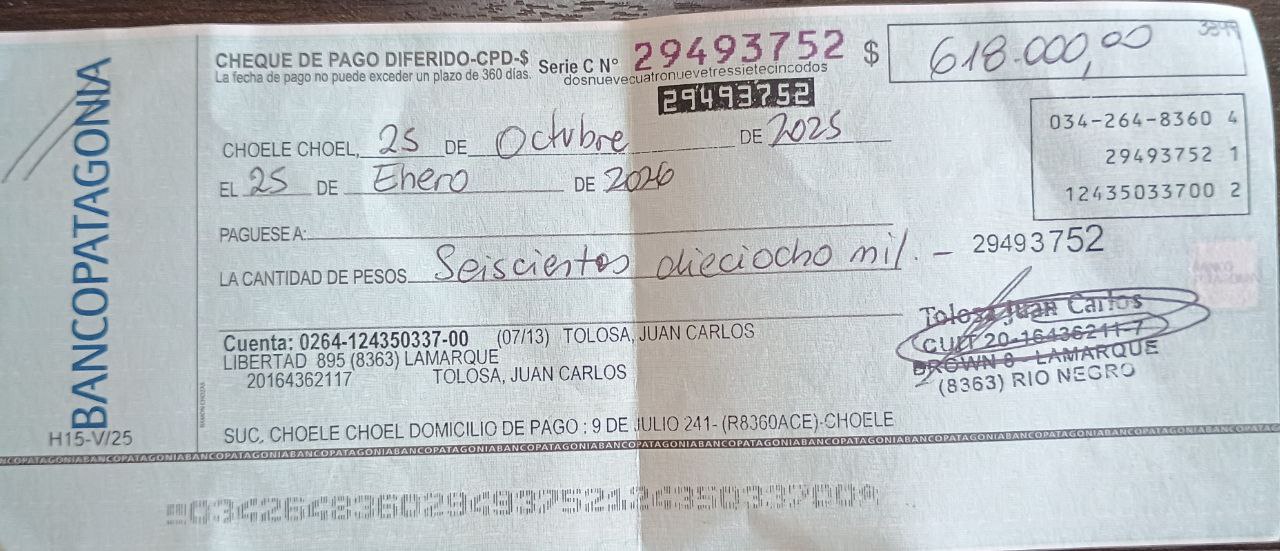 BANCOPATAGONIA
H15-V/25
CHEQUE DE PAGO DIFERIDO-CPD-$
La fecha de pago no puede exceder un plazo de 360 días.
Serie C Nº 29493752
dosnuevecuatronuevetressietecincodos
29493752
$ 618.000,00
CHOELE CHOEL, 25 DE Octubre DE 2025
EL 25 DE Enero DE 2026
034-264-8360 4
29493752 1
12435033700 2
PAGUESE A:
LA CANTIDAD DE PESOS Seiscientos dieciocho mil. —
29493752
Cuenta: 0264-124350337-00 (07/13) TOLOSA, JUAN CARLOS
LIBERTAD 895 (8363) LAMARQUE
20164362117 TOLOSA, JUAN CARLOS
Tolosa Juan Carlos
CUIT 20-16436211-7
BROWN 8 - LAMARQUE
(8363) RIO NEGRO
SUC. CHOELE CHOEL DOMICILIO DE PAGO : 9 DE JULIO 241- (R8360ACE)-CHOELE
BANCOPATAGONIABANCOPATAGONIABANCOPATAGONIABANCOPATAGONIABANCOPATAGONIABANCOPATAGONIABANCOPATAGONIA
03426483602949375212435033700